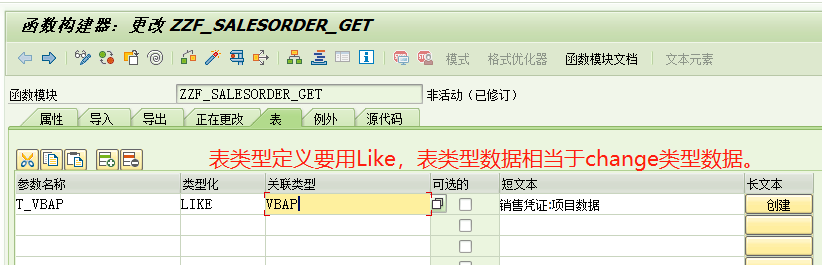 函数构建器：更改 ZZF_SALESORDER_GET
模式 格式优化器 函数模块文档 文本元素
函数模块 ZZF_SALESORDER_GET 非活动（已修订）
属性 导入 导出 正在更改 表 例外 源代码
表类型定义要用Like，表类型数据相当于change类型数据。
参数名称 类型化 关联类型 可选的 短文本 长文本
T_VBAP LIKE VBAP 销售凭证:项目数据 创建